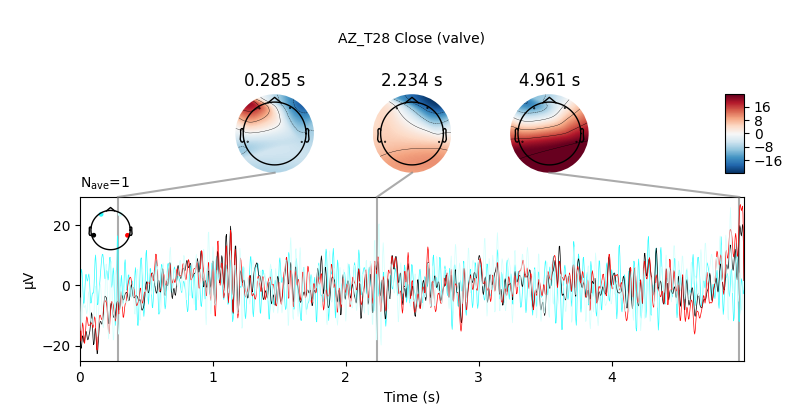 AZ_T28 Close (valve)
0.285 s
2.234 s
4.961 s
16
8
0
−8
−16
Nave=1
20
0
−20
µV
0
1
2
3
4
Time (s)